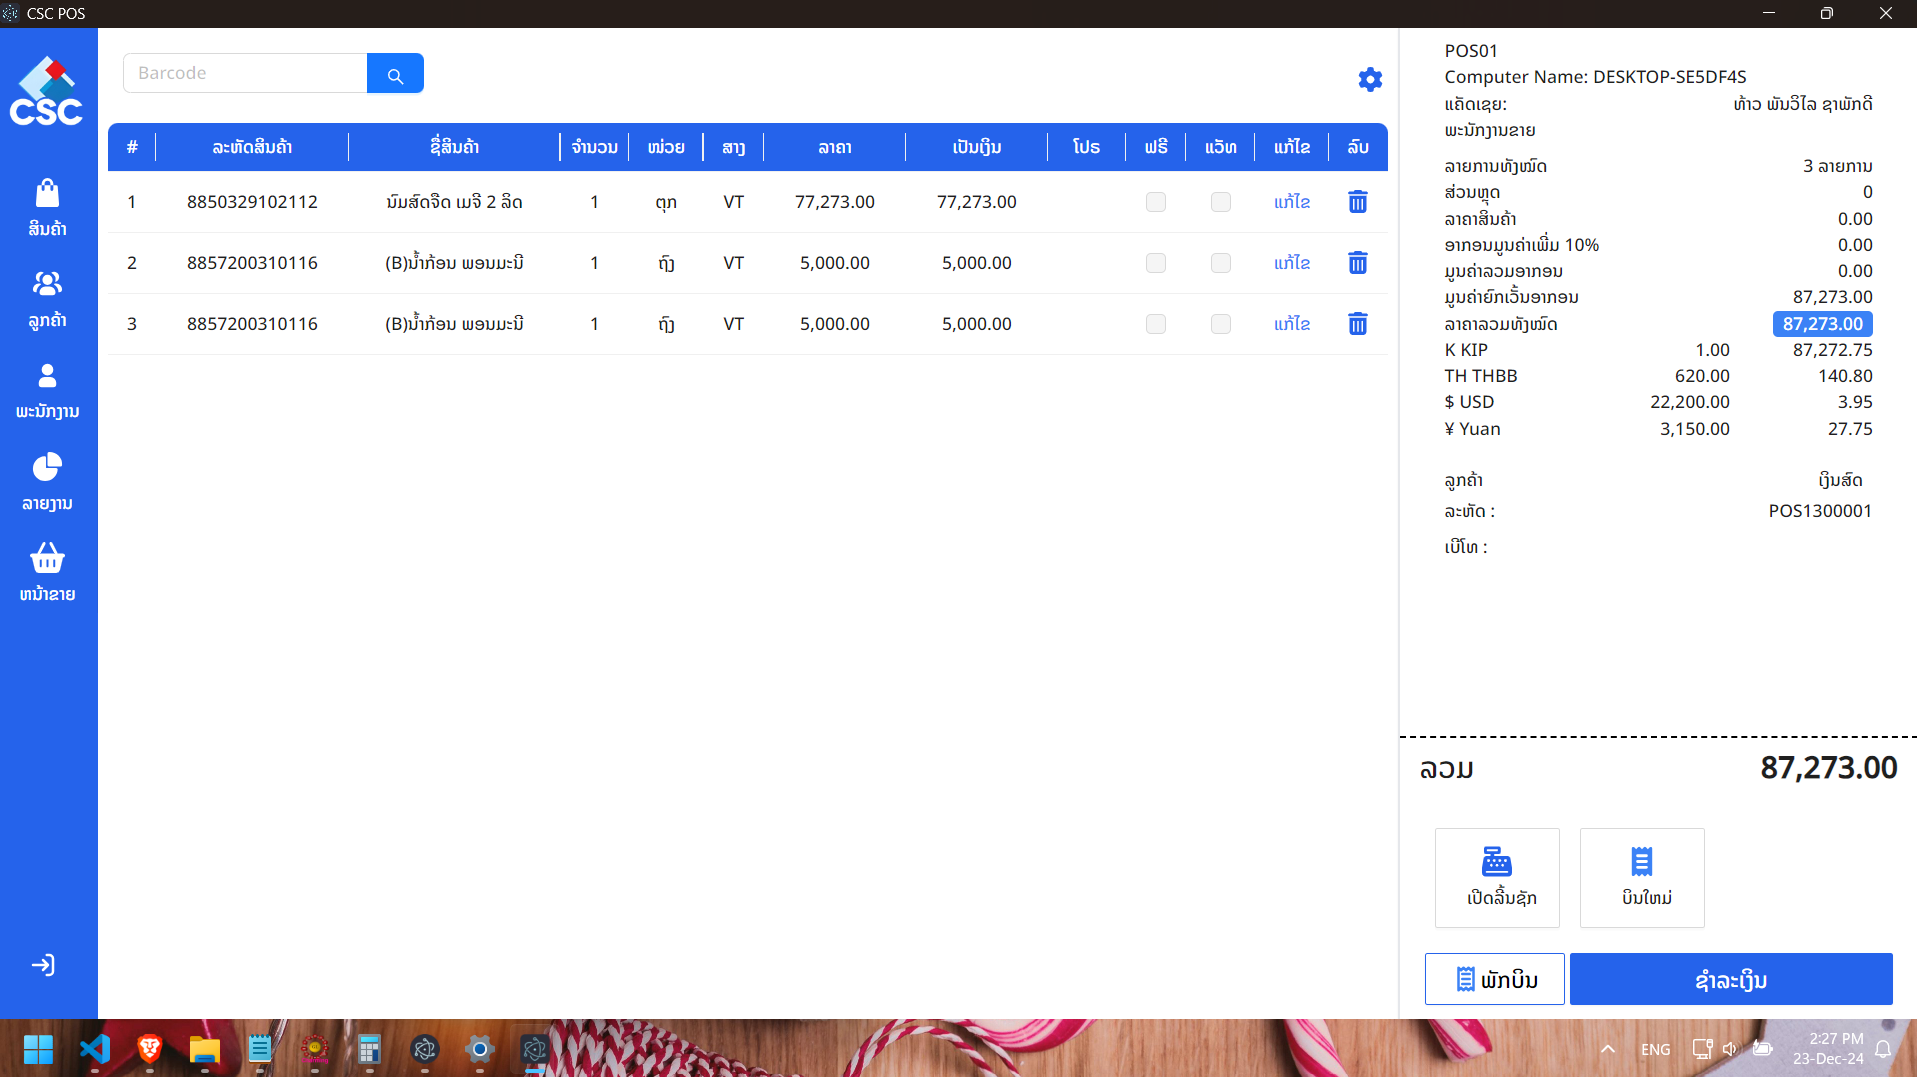 CSC POS
CSC
ສິນຄ້າ
ລູກຄ້າ
ພະນັກງານ
ລາຍງານ
ຫນ້າຂາຍ
Barcode
# ລະຫັດສິນຄ້າ ຊື່ສິນຄ້າ ຈຳນວນ ໜ່ວຍ ສາງ ລາຄາ ເປັນເງິນ ໂປຣ ຟຣີ ແວັທ ແກ້ໄຂ ລົບ
1 8850329102112 ນົມສົດຈືດ ເມຈິ 2 ລິດ 1 ຕຸກ VT 77,273.00 77,273.00 ແກ້ໄຂ
2 8857200310116 (B)ນ້ຳກ້ອນ ພອນມະນີ 1 ຖົງ VT 5,000.00 5,000.00 ແກ້ໄຂ
3 8857200310116 (B)ນ້ຳກ້ອນ ພອນມະນີ 1 ຖົງ VT 5,000.00 5,000.00 ແກ້ໄຂ
POS01
Computer Name: DESKTOP-SE5DF4S
ແຄັດເຊຍ: ທ້າວ ພັນວິໄລ ຊາພັກດີ
ພະນັກງານຂາຍ
ລາຍການທັງໝົດ 3 ລາຍການ
ສ່ວນຫຼຸດ 0
ລາຄາສິນຄ້າ 0.00
ອາກອນມູນຄ່າເພີ່ມ 10% 0.00
ມູນຄ່າລວມອາກອນ 0.00
ມູນຄ່າຍົກເວັ້ນອາກອນ 87,273.00
ລາຄາລວມທັງໝົດ 87,273.00
K KIP 1.00 87,272.75
TH THBB 620.00 140.80
$ USD 22,200.00 3.95
¥ Yuan 3,150.00 27.75
ລູກຄ້າ ເງິນສົດ
ລະຫັດ : POS1300001
ເບີໂທ :
ລວມ 87,273.00
ເປີດລິ້ນຊັກ ບິນໃຫມ່
ພັກບິນ ຊຳລະເງິນ
ENG 2:27 PM
23-Dec-24